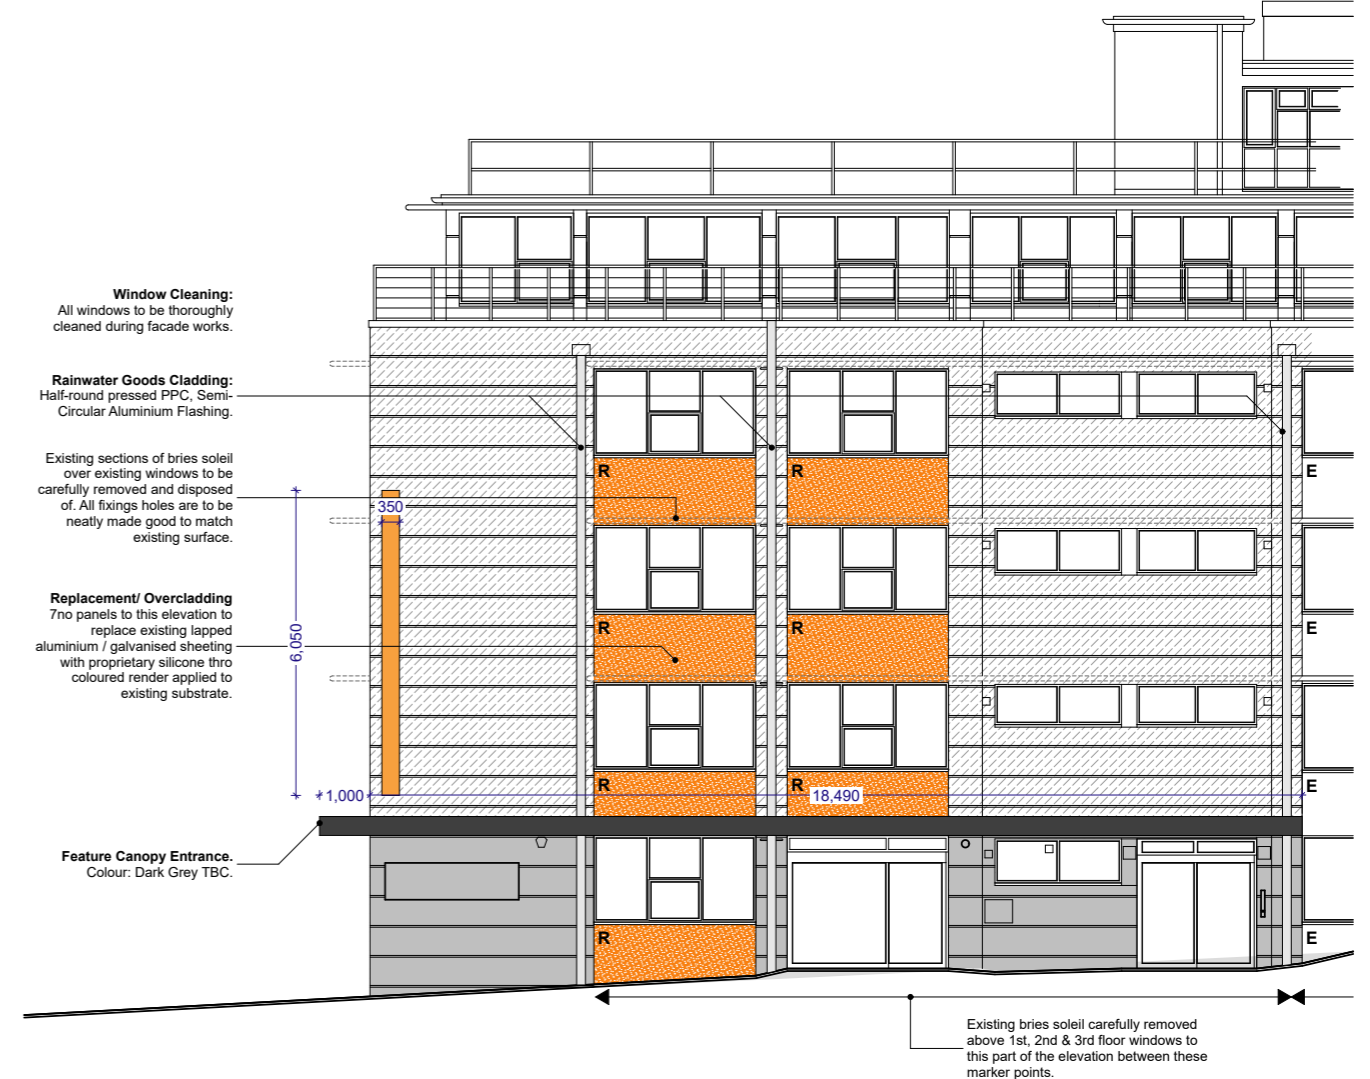 Window Cleaning:
All windows to be thoroughly
cleaned during facade works.
Rainwater Goods Cladding:
Half-round pressed PPC, Semi-
Circular Aluminium Flashing.
Existing sections of bries soleil
over existing windows to be
carefully removed and disposed
of. All fixings holes are to be
neatly made good to match
existing surface.
Replacement/ Overcladding
7no panels to this elevation to
replace existing lapped
aluminium / galvanised sheeting
with proprietary silicone thro
coloured render applied to
existing substrate.
Feature Canopy Entrance.
Colour: Dark Grey TBC.
350
6,050
1,000
18,490
R
R
E
R
R
E
R
R
E
R
E
Existing bries soleil carefully removed
above 1st, 2nd & 3rd floor windows to
this part of the elevation between these
marker points.